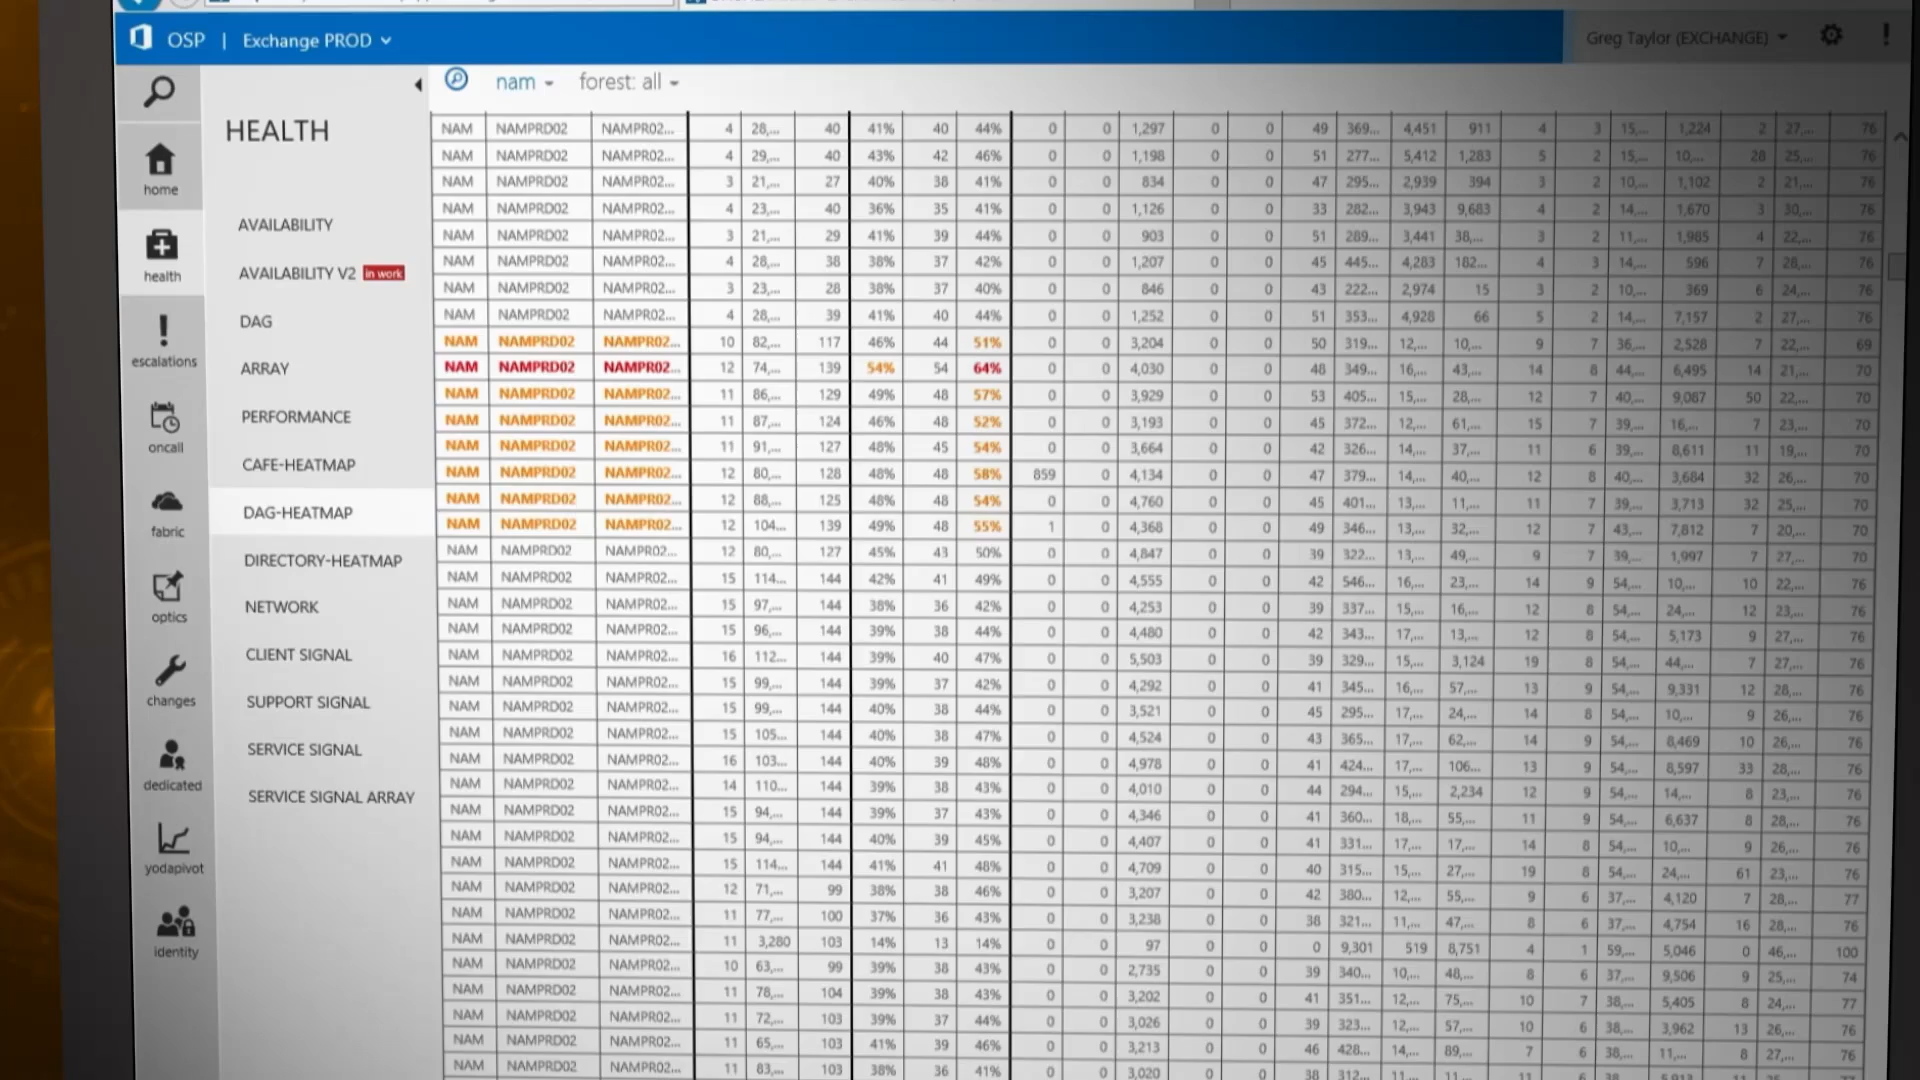 OSP | Exchange PROD
Greg Taylor (EXCHANGE)
nam forest: all
home
health
escalations
oncall
fabric
optics
changes
dedicated
yodapivot
identity
HEALTH
AVAILABILITY
AVAILABILITY V2 in work
DAG
ARRAY
PERFORMANCE
CAFE-HEATMAP
DAG-HEATMAP
DIRECTORY-HEATMAP
NETWORK
CLIENT SIGNAL
SUPPORT SIGNAL
SERVICE SIGNAL
SERVICE SIGNAL ARRAY
NAM NAMPRD02 NAMPR02... 4 28,... 40 41% 40 44% 0 0 1,297 0 0 49 369... 4,451 911 4 3 15,... 1,224 2 27,... 76
NAM NAMPRD02 NAMPR02... 4 29,... 40 43% 42 46% 0 0 1,198 0 0 51 277... 5,412 1,283 5 2 15,... 10,... 28 25,... 76
NAM NAMPRD02 NAMPR02... 3 21,... 27 40% 38 41% 0 0 834 0 0 47 295... 2,939 394 3 2 10,... 1,102 2 21,... 76
NAM NAMPRD02 NAMPR02... 4 23,... 40 36% 35 41% 0 0 1,126 0 0 33 282... 3,943 9,683 4 2 14,... 1,670 3 30,... 76
NAM NAMPRD02 NAMPR02... 3 21,... 29 41% 39 44% 0 0 903 0 0 51 289... 3,441 38,... 3 2 11,... 1,985 4 22,... 76
NAM NAMPRD02 NAMPR02... 4 28,... 38 38% 37 42% 0 0 1,207 0 0 45 445... 4,283 182... 4 3 14,... 596 7 28,... 76
NAM NAMPRD02 NAMPR02... 3 23,... 28 38% 37 40% 0 0 846 0 0 43 222... 2,974 15 3 2 10,... 369 6 24,... 76
NAM NAMPRD02 NAMPR02... 4 28,... 39 41% 40 44% 0 0 1,252 0 0 51 353... 4,928 66 5 2 14,... 7,157 2 27,... 76
NAM NAMPRD02 NAMPR02... 10 82,... 117 46% 44 51% 0 0 3,204 0 0 50 319... 12,... 10,... 9 7 36,... 2,528 7 22,... 69
NAM NAMPRD02 NAMPR02... 12 74,... 139 54% 54 64% 0 0 4,030 0 0 48 349... 16,... 43,... 14 8 44,... 6,495 14 21,... 70
NAM NAMPRD02 NAMPR02... 11 86,... 129 49% 48 57% 0 0 3,929 0 0 53 405... 15,... 28,... 12 7 40,... 9,087 50 22,... 70
NAM NAMPRD02 NAMPR02... 11 87,... 124 46% 48 52% 0 0 3,193 0 0 45 372... 12,... 61,... 15 7 39,... 16,... 7 23,... 70
NAM NAMPRD02 NAMPR02... 11 91,... 127 48% 45 54% 0 0 3,664 0 0 42 326... 14,... 37,... 11 6 39,... 8,611 11 19,... 70
NAM NAMPRD02 NAMPR02... 12 80,... 128 48% 48 58% 859 0 4,134 0 0 47 379... 14,... 40,... 12 8 40,... 3,684 32 26,... 70
NAM NAMPRD02 NAMPR02... 12 88,... 125 48% 48 54% 0 0 4,760 0 0 45 401... 13,... 11,... 11 7 39,... 3,713 32 25,... 70
NAM NAMPRD02 NAMPR02... 12 104... 139 49% 48 55% 1 0 4,368 0 0 49 346... 13,... 32,... 12 7 43,... 7,812 7 20,... 70
NAM NAMPRD02 NAMPR02... 12 80,... 127 45% 43 50% 0 0 4,847 0 0 39 322... 13,... 49,... 9 7 39,... 1,997 7 27,... 70
NAM NAMPRD02 NAMPR02... 15 114... 144 42% 41 49% 0 0 4,555 0 0 42 546... 16,... 23,... 14 9 54,... 10,... 10 22,... 76
NAM NAMPRD02 NAMPR02... 15 97,... 144 38% 36 42% 0 0 4,253 0 0 39 337... 15,... 16,... 12 8 54,... 24,... 12 23,... 76
NAM NAMPRD02 NAMPR02... 15 96,... 144 39% 38 44% 0 0 4,480 0 0 42 343... 17,... 13,... 12 8 54,... 5,173 9 27,... 76
NAM NAMPRD02 NAMPR02... 16 112... 144 39% 40 47% 0 0 5,503 0 0 39 329... 15,... 3,124 19 8 54,... 44,... 7 27,... 76
NAM NAMPRD02 NAMPR02... 15 99,... 144 39% 37 42% 0 0 4,292 0 0 41 345... 16,... 57,... 13 9 54,... 9,331 12 28,... 76
NAM NAMPRD02 NAMPR02... 15 99,... 144 40% 38 44% 0 0 3,521 0 0 45 295... 17,... 24,... 14 8 54,... 10,... 9 26,... 76
NAM NAMPRD02 NAMPR02... 15 105... 144 40% 38 47% 0 0 4,524 0 0 43 365... 17,... 62,... 14 9 54,... 8,469 10 26,... 76
NAM NAMPRD02 NAMPR02... 16 103... 144 40% 39 48% 0 0 4,978 0 0 41 424... 17,... 106... 13 9 54,... 8,597 33 28,... 76
NAM NAMPRD02 NAMPR02... 14 110... 144 39% 38 43% 0 0 4,010 0 0 44 294... 15,... 2,234 12 9 54,... 14,... 8 23,... 76
NAM NAMPRD02 NAMPR02... 15 94,... 144 39% 37 43% 0 0 4,346 0 0 41 360... 18,... 55,... 11 9 54,... 6,637 8 28,... 76
NAM NAMPRD02 NAMPR02... 15 94,... 144 40% 39 45% 0 0 4,407 0 0 41 331... 17,... 17,... 14 8 54,... 10,... 9 26,... 76
NAM NAMPRD02 NAMPR02... 15 114... 144 41% 41 48% 0 0 4,709 0 0 40 315... 15,... 27,... 19 8 54,... 24,... 61 23,... 76
NAM NAMPRD02 NAMPR02... 12 71,... 99 38% 38 46% 0 0 3,207 0 0 42 380... 12,... 55,... 9 6 37,... 4,120 7 28,... 77
NAM NAMPRD02 NAMPR02... 11 77,... 100 37% 36 43% 0 0 3,238 0 0 38 321... 11,... 47,... 8 6 37,... 4,754 16 28,... 76
NAM NAMPRD02 NAMPR02... 11 3,280 103 14% 13 14% 0 0 97 0 0 0 9,301 519 8,751 4 1 59,... 5,046 0 46,... 100
NAM NAMPRD02 NAMPR02... 10 63,... 99 39% 38 43% 0 0 2,735 0 0 39 340... 10,... 48,... 8 6 37,... 9,506 9 25,... 74
NAM NAMPRD02 NAMPR02... 11 78,... 104 39% 38 43% 0 0 3,202 0 0 41 351... 12,... 75,... 10 7 38,... 5,405 8 24,... 77
NAM NAMPRD02 NAMPR02... 11 72,... 103 39% 37 44% 0 0 3,026 0 0 39 323... 12,... 57,... 10 6 38,... 3,962 13 26,... 76
NAM NAMPRD02 NAMPR02... 11 65,... 103 41% 39 46% 0 0 3,213 0 0 46 428... 14,... 89,... 7 6 38,... 11,... 8 27,... 76
NAM NAMPRD02 NAMPR02... 11 83,... 103 38% 36 41% 0 0 3,020 0 0 38 312... 11